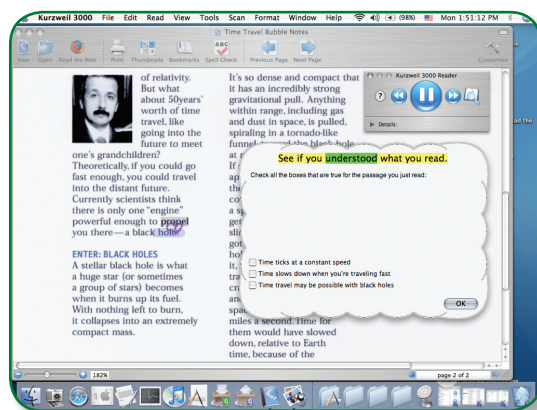 Kurzweil 3000 File Edit Read View Tools Scan Format Window Help (98%) Mon 1:51:12 PM
Time Travel Bubble Notes
New Open Read the Web Print Thumbnails Bookmarks Spell Check Previous Page Next Page Customize
of relativity.
But what
about 50years'
worth of time
travel, like
going into the
future to meet
one's grandchildren?
Theoretically, if you could go
fast enough, you could travel
into the distant future.
Currently scientists think
there is only one "engine"
powerful enough to propel
you there—a black hole.
ENTER: BLACK HOLES
A stellar black hole is what
a huge star (or sometimes
a group of stars) becomes
when it burns up its fuel.
With nothing left to burn,
it collapses into an extremely
compact mass.
It's so dense and compact that
it has an incredibly strong
gravitational pull. Anything
within range, including gas
and dust in space, is pulled,
spiraling in a tornado-like
miles a second. Time for
them would have slowed
down, relative to Earth
time, because of the
Kurzweil 3000 Reader
Details:
See if you understood what you read.
Check all the boxes that are true for the passage you just read:
Time ticks at a constant speed
Time slows down when you're traveling fast
Time travel may be possible with black holes
OK
182%
page 2 of 2